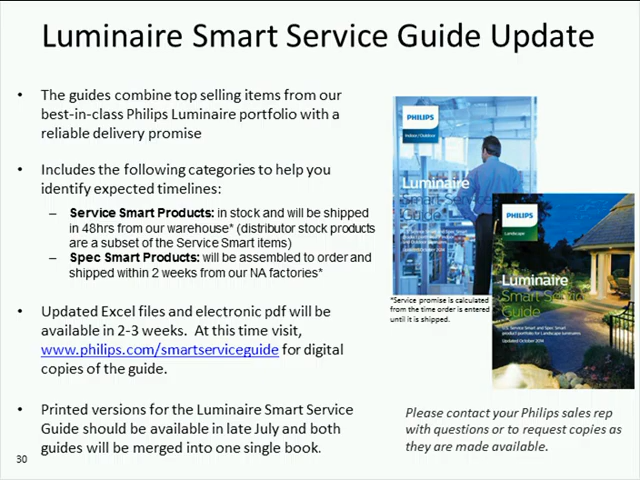 Luminaire Smart Service Guide Update
• The guides combine top selling items from our
best-in-class Philips Luminaire portfolio with a
reliable delivery promise
• Includes the following categories to help you
identify expected timelines:
– Service Smart Products: in stock and will be shipped
in 48hrs from our warehouse* (distributor stock products
are a subset of the Service Smart items)
– Spec Smart Products: will be assembled to order and
shipped within 2 weeks from our NA factories*
• Updated Excel files and electronic pdf will be
available in 2-3 weeks. At this time visit,
www.philips.com/smartserviceguide for digital
copies of the guide.
• Printed versions for the Luminaire Smart Service
Guide should be available in late July and both
guides will be merged into one single book.
30
PHILIPS
Indoor/Outdoor
Luminaire
Smart Service
Guide
*Service promise is calculated
from the time order is entered
until it is shipped.
PHILIPS
Landscape
Luminaire
Smart Service
Guide
U.S. Service Smart and Spec Smart
product portfolio for Landscape luminaires
Updated October 2014
Please contact your Philips sales rep
with questions or to request copies as
they are made available.